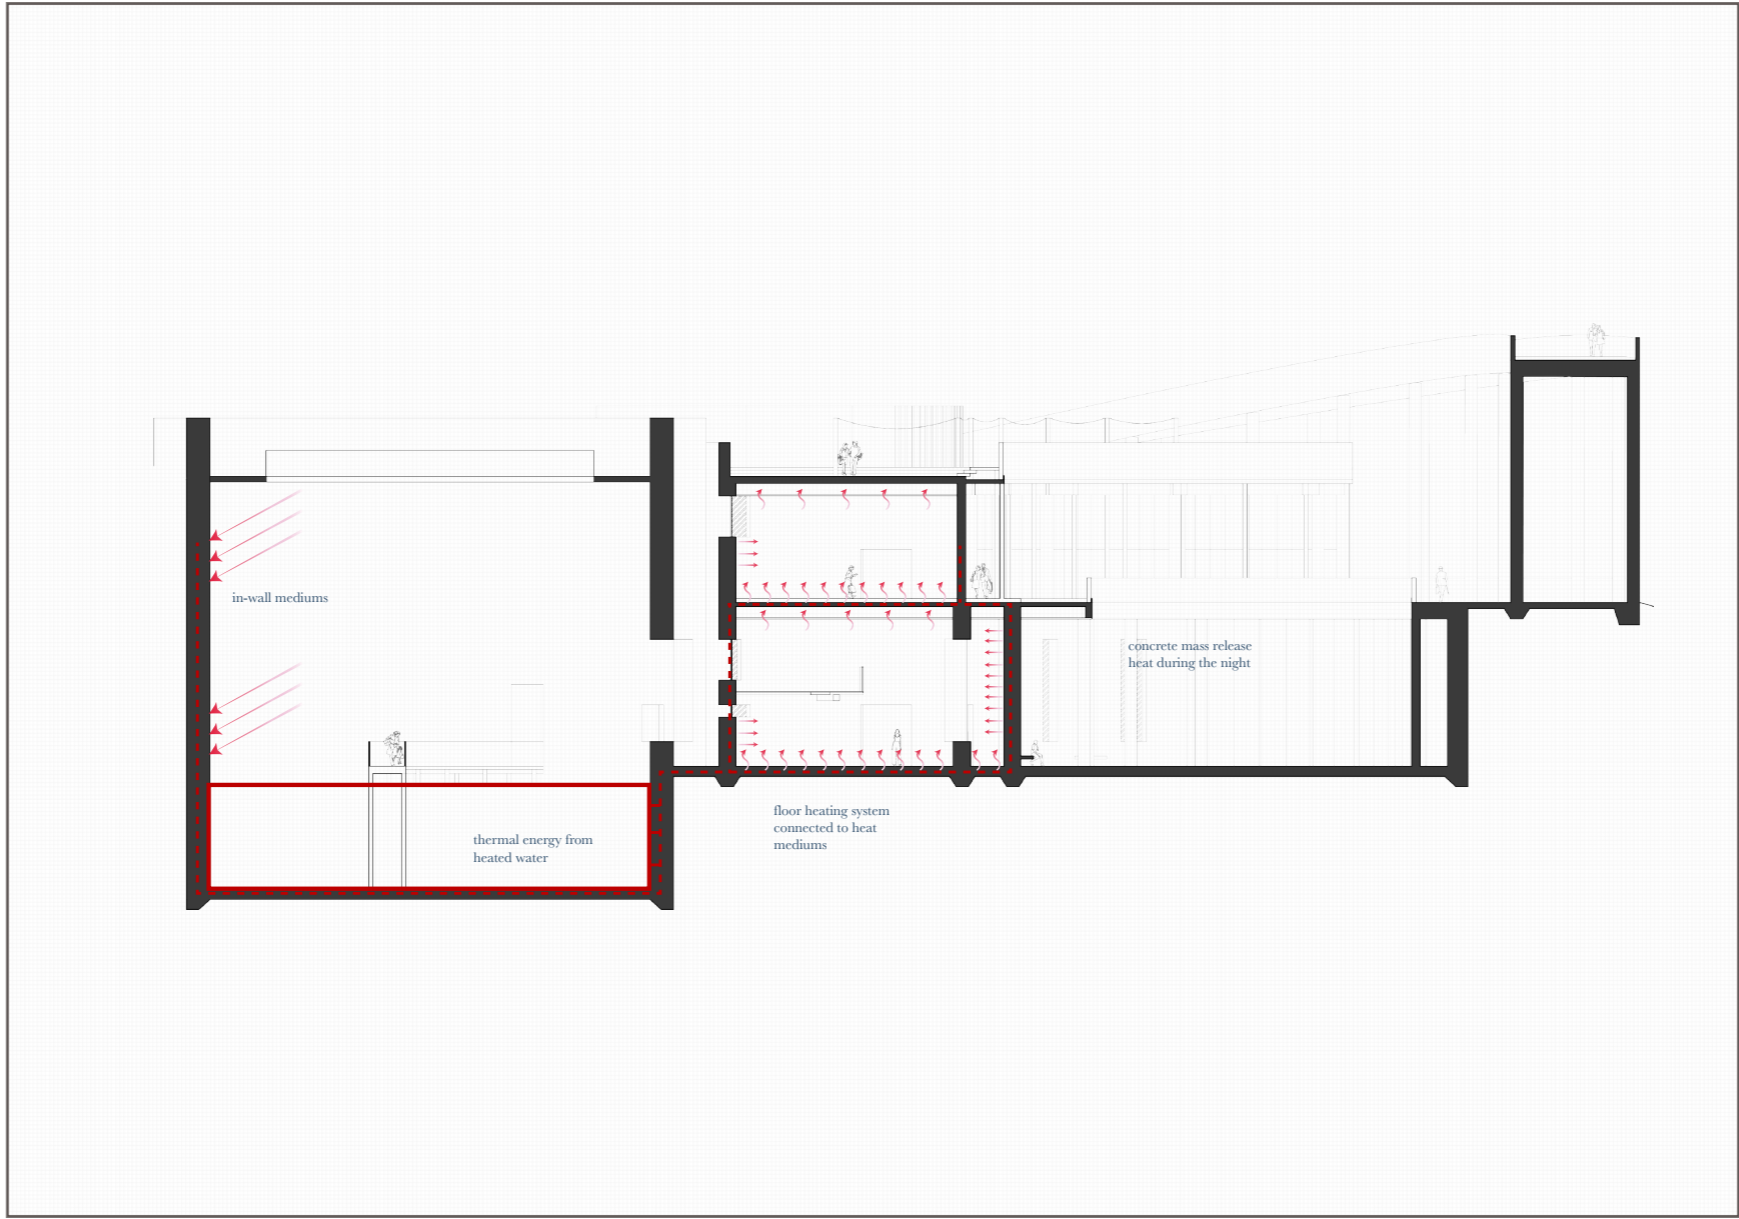 in-wall mediums
concrete mass release
heat during the night
thermal energy from
heated water
floor heating system
connected to heat
mediums